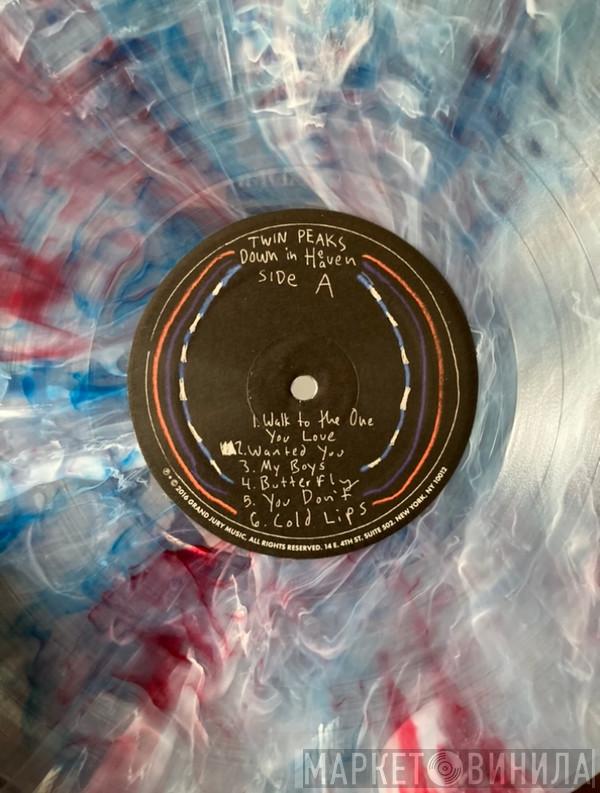 TWIN PEAKS
Down in Heaven
SIDE A
1. Walk to the One
You Love
2. Wanted You
3. My Boys
4. Butterfly
5. You Don't
6. Cold Lips
℗ + © 2016 GRAND JURY MUSIC, ALL RIGHTS RESERVED. 14 E. 4TH ST. SUITE 502. NEW YORK, NY 10012
МАРКЕТ ВИНИЛА